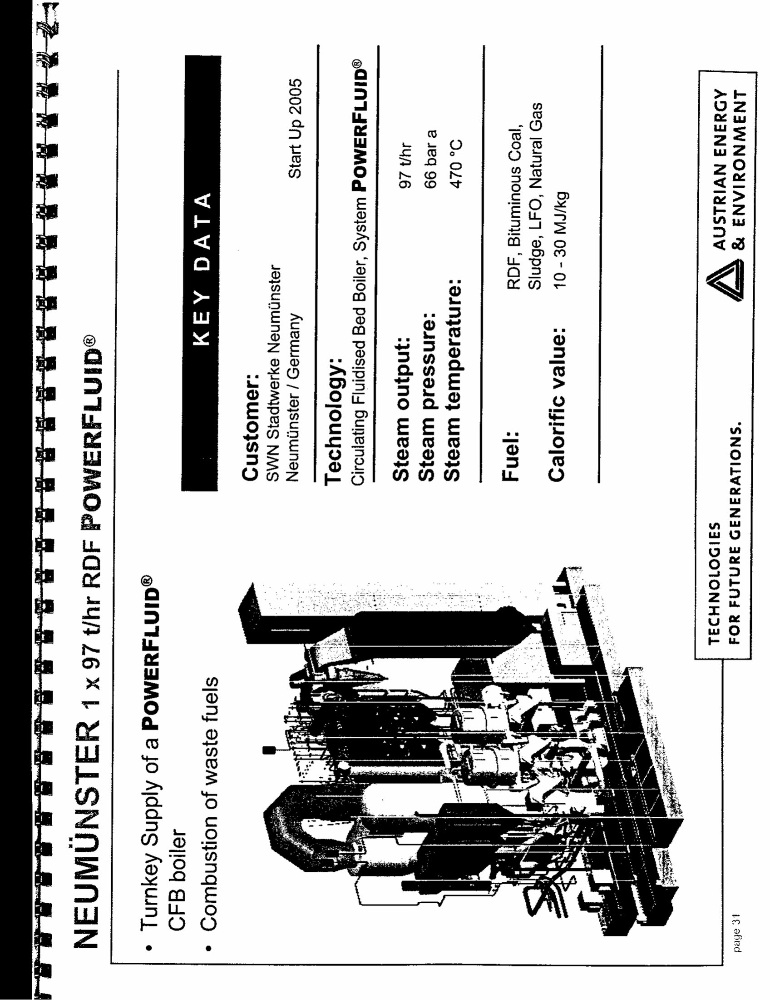 NEUMÜNSTER 1 x 97 t/hr RDF POWERFLUID®
• Turnkey Supply of a POWERFLUID®
CFB boiler
• Combustion of waste fuels
KEY DATA
Customer:
SWN Stadtwerke Neumünster
Neumünster / Germany Start Up 2005
Technology:
Circulating Fluidised Bed Boiler, System POWERFLUID®
Steam output: 97 t/hr
Steam pressure: 66 bar a
Steam temperature: 470 °C
Fuel: RDF, Bituminous Coal,
Sludge, LFO, Natural Gas
Calorific value: 10 - 30 MJ/kg
TECHNOLOGIES
FOR FUTURE GENERATIONS.
AUSTRIAN ENERGY
& ENVIRONMENT
page 31